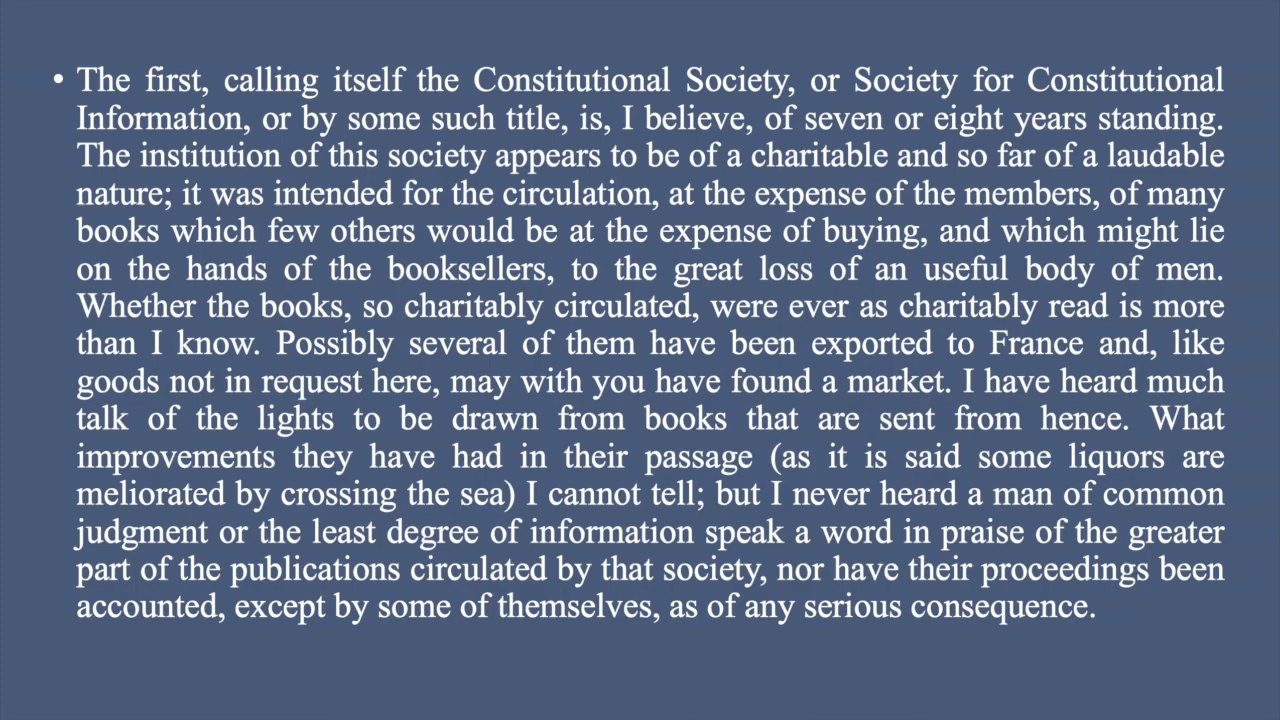 • The first, calling itself the Constitutional Society, or Society for Constitutional
Information, or by some such title, is, I believe, of seven or eight years standing.
The institution of this society appears to be of a charitable and so far of a laudable
nature; it was intended for the circulation, at the expense of the members, of many
books which few others would be at the expense of buying, and which might lie
on the hands of the booksellers, to the great loss of an useful body of men.
Whether the books, so charitably circulated, were ever as charitably read is more
than I know. Possibly several of them have been exported to France and, like
goods not in request here, may with you have found a market. I have heard much
talk of the lights to be drawn from books that are sent from hence. What
improvements they have had in their passage (as it is said some liquors are
meliorated by crossing the sea) I cannot tell; but I never heard a man of common
judgment or the least degree of information speak a word in praise of the greater
part of the publications circulated by that society, nor have their proceedings been
accounted, except by some of themselves, as of any serious consequence.